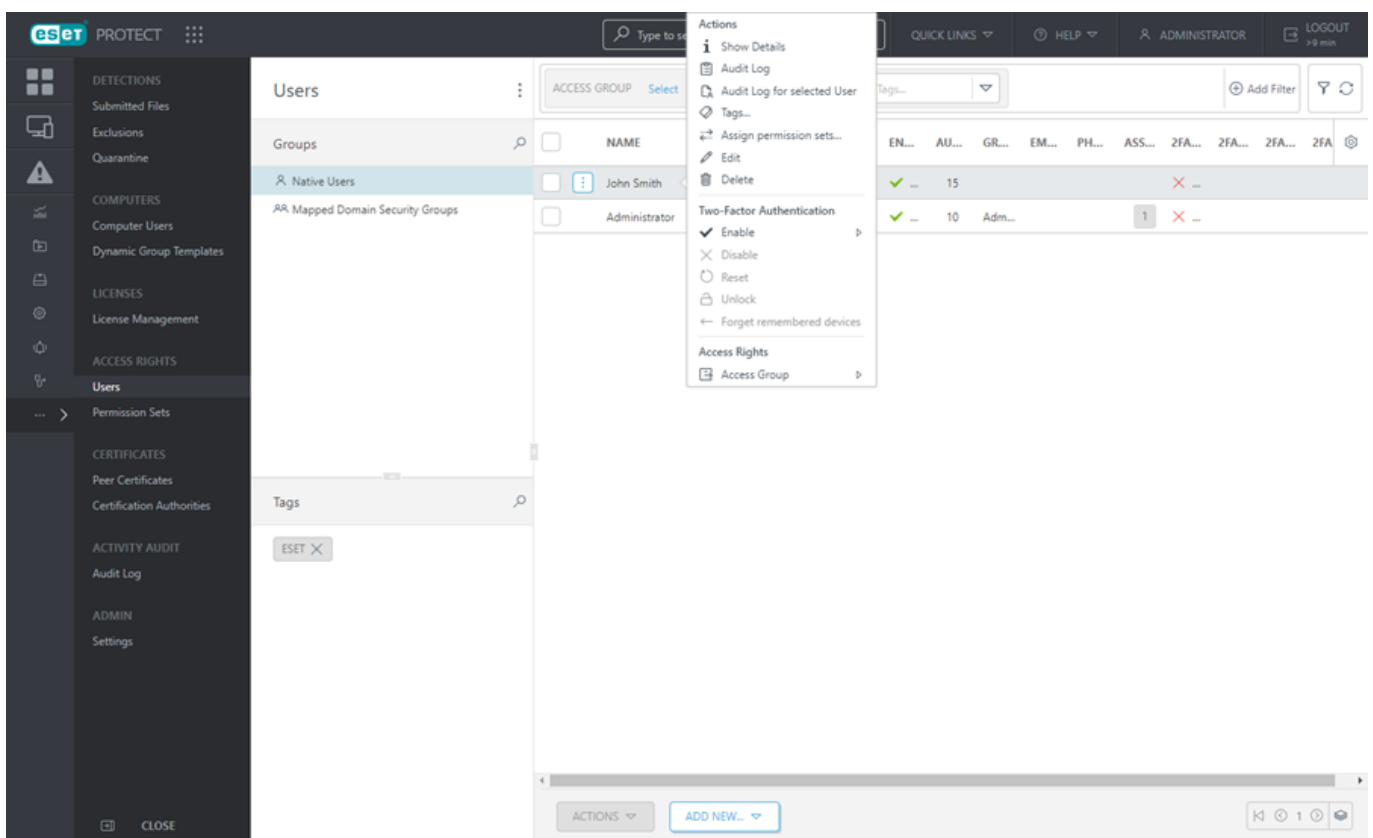 eset PROTECT
Type to se
QUICK LINKS
HELP
ADMINISTRATOR
LOGOUT
>9 min
DETECTIONS
Submitted Files
Exclusions
Quarantine
COMPUTERS
Computer Users
Dynamic Group Templates
LICENSES
License Management
ACCESS RIGHTS
Users
Permission Sets
CERTIFICATES
Peer Certificates
Certification Authorities
ACTIVITY AUDIT
Audit Log
ADMIN
Settings
CLOSE
Users
Groups
Native Users
Mapped Domain Security Groups
Tags
ESET
ACCESS GROUP Select
Tags...
Add Filter
NAME EN... AU... GR... EM... PH... ASS... 2FA... 2FA... 2FA... 2FA
John Smith ... 15 ...
Administrator ... 10 Adm... 1 ...
Actions
Show Details
Audit Log
Audit Log for selected User
Tags...
Assign permission sets...
Edit
Delete
Two-Factor Authentication
Enable
Disable
Reset
Unlock
Forget remembered devices
Access Rights
Access Group
ACTIONS
ADD NEW...
1